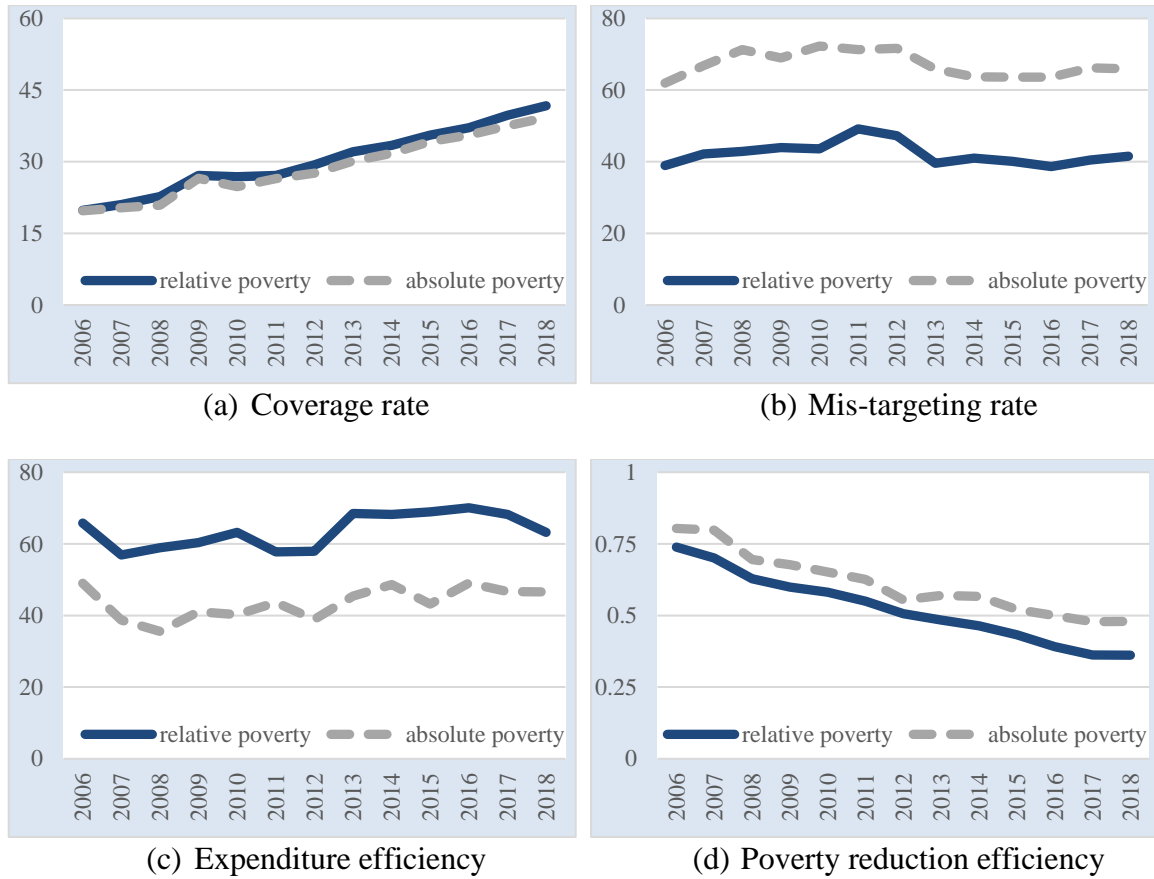 60
45
30
15
0
relative poverty absolute poverty
2006 2007 2008 2009 2010 2011 2012 2013 2014 2015 2016 2017 2018
(a) Coverage rate
80
60
40
20
0
relative poverty absolute poverty
2006 2007 2008 2009 2010 2011 2012 2013 2014 2015 2016 2017 2018
(b) Mis-targeting rate
80
60
40
20
0
relative poverty absolute poverty
2006 2007 2008 2009 2010 2011 2012 2013 2014 2015 2016 2017 2018
(c) Expenditure efficiency
1
0.75
0.5
0.25
0
relative poverty absolute poverty
2006 2007 2008 2009 2010 2011 2012 2013 2014 2015 2016 2017 2018
(d) Poverty reduction efficiency